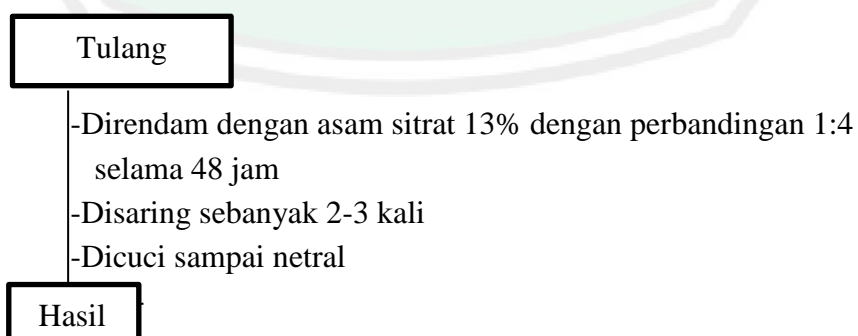 Tulang
-Direndam dengan asam sitrat 13% dengan perbandingan 1:4
selama 48 jam
-Disaring sebanyak 2-3 kali
-Dicuci sampai netral
Hasil